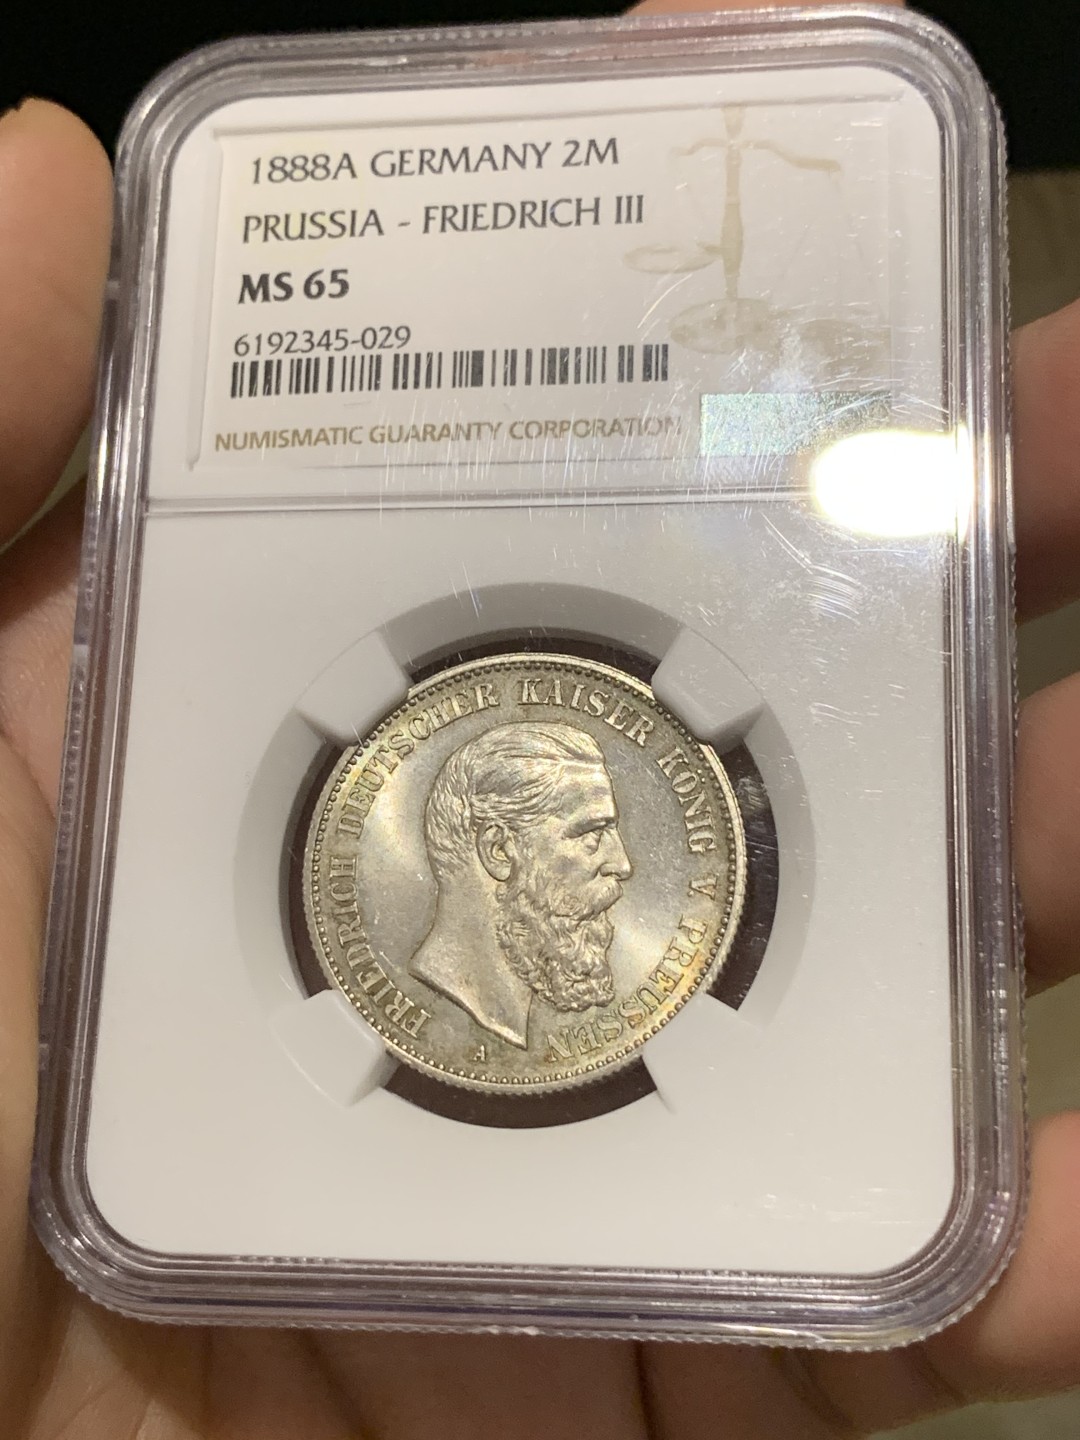 1888A GERMANY 2M
PRUSSIA - FRIEDRICH III
MS 65
6192345-029
NUMISMATIC GUARANTY CORPORATION
FRIEDRICH DEUTSCHER KAISER KÖNIG V. PREUSSEN
A